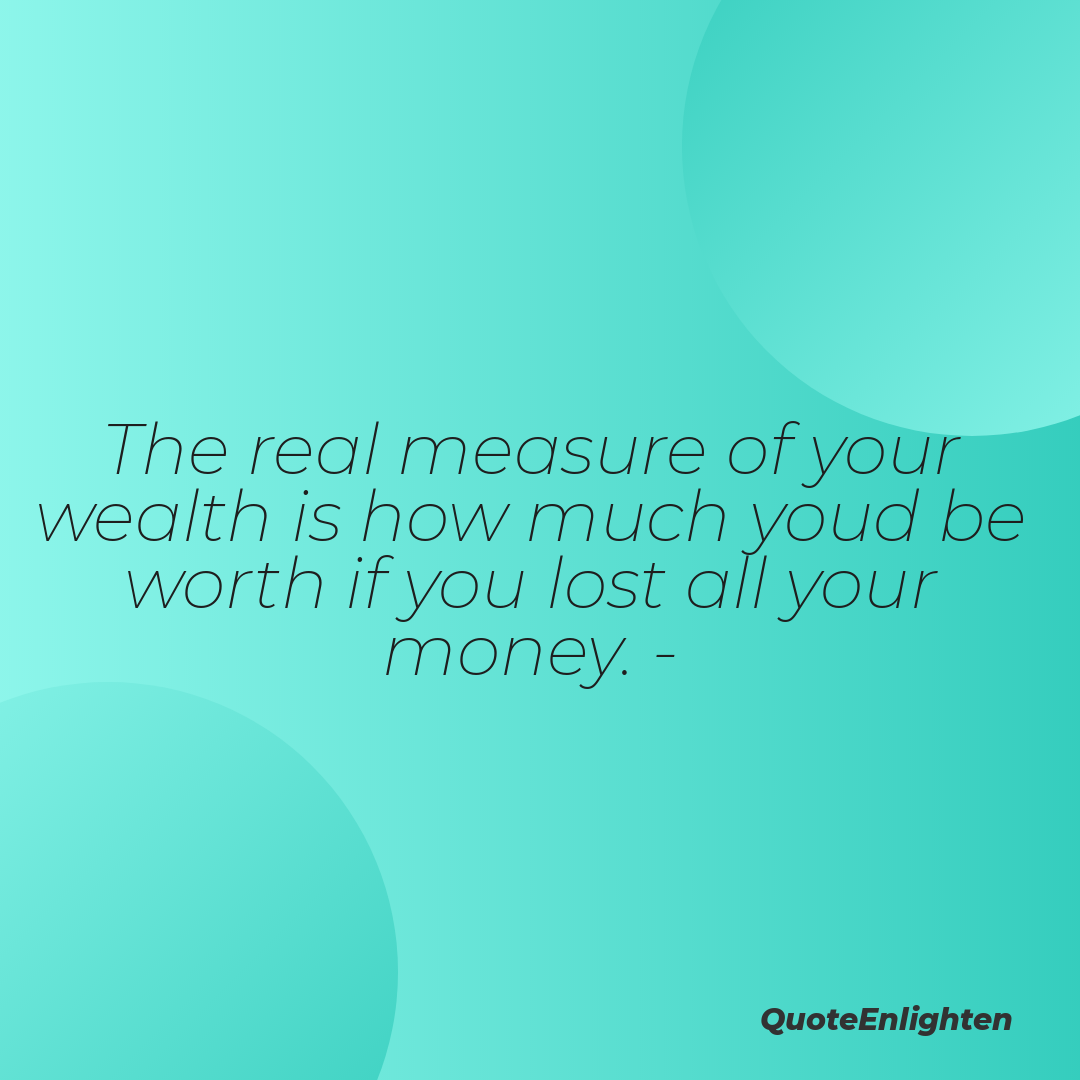 The real measure of your
wealth is how much youd be
worth if you lost all your
money. -
QuoteEnlighten